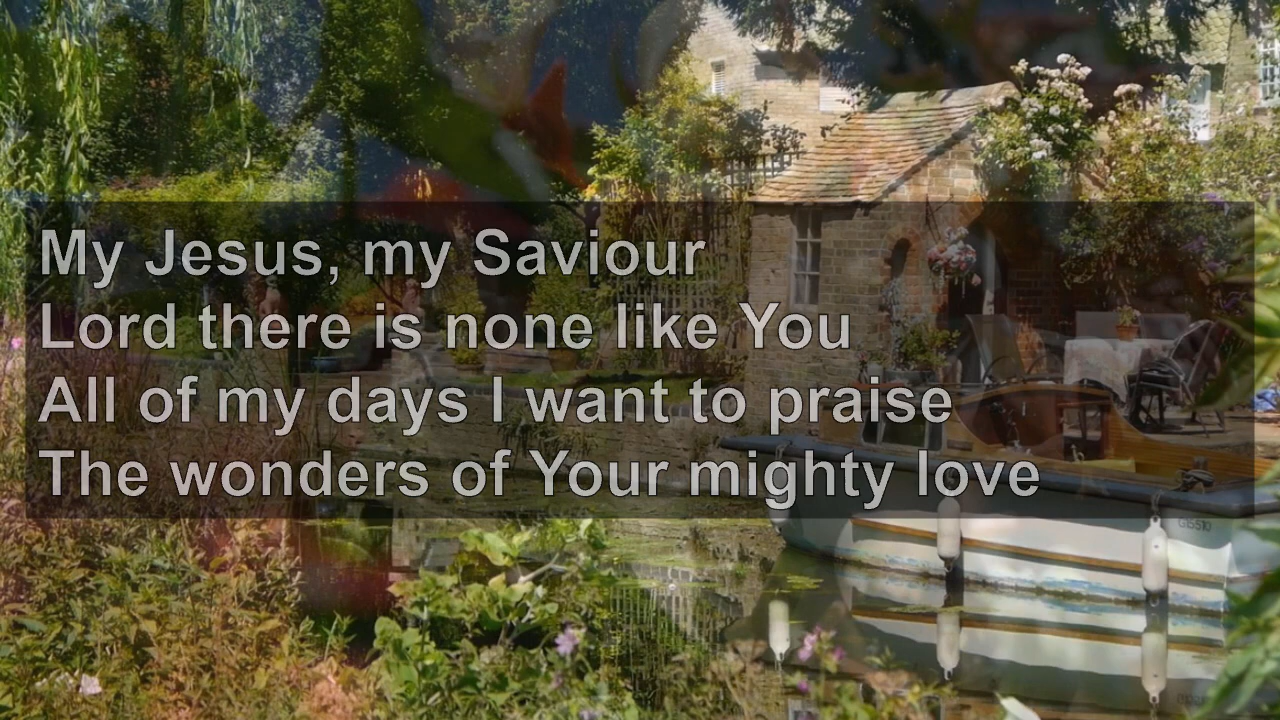 My Jesus, my Saviour
Lord there is none like You
All of my days I want to praise
The wonders of Your mighty love
G15510